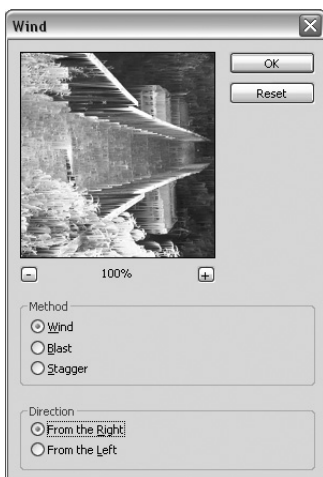 Wind
OK
Reset
100%
Method
Wind
Blast
Stagger
Direction
From the Right
From the Left